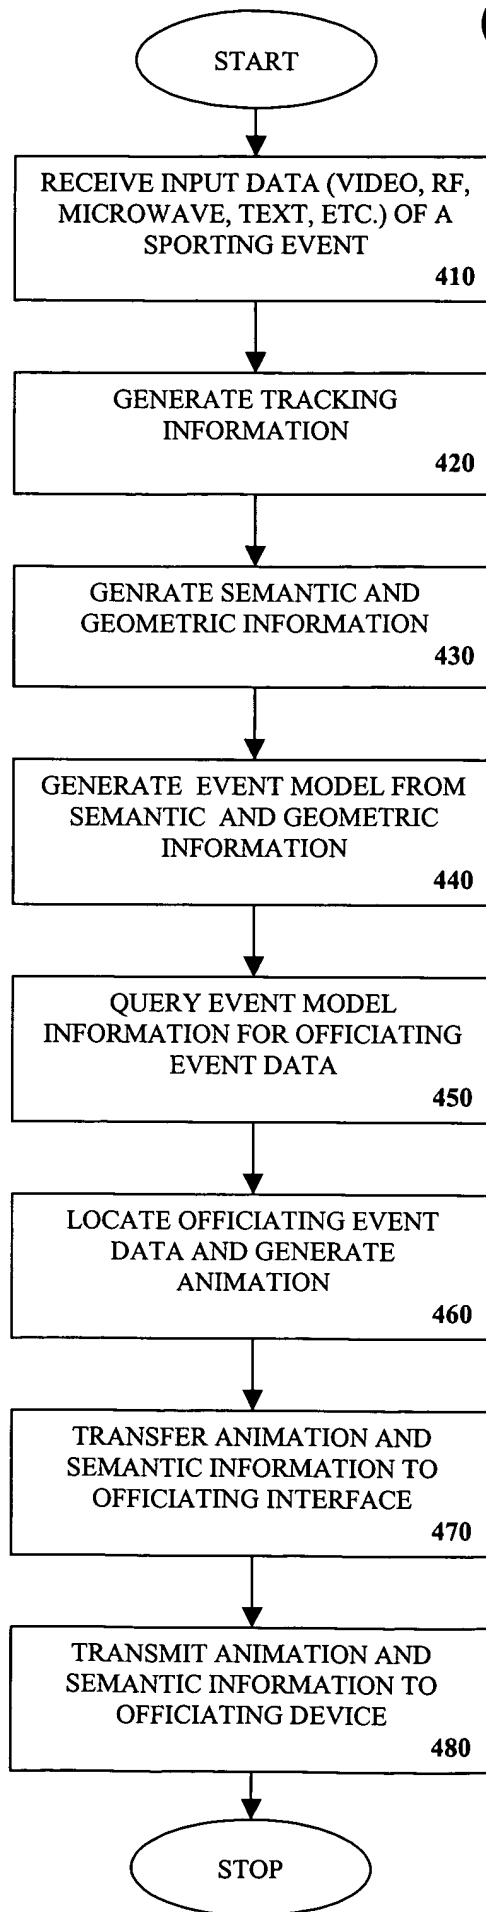 START
RECEIVE INPUT DATA (VIDEO, RF,
MICROWAVE, TEXT, ETC.) OF A
SPORTING EVENT
410
GENERATE TRACKING
INFORMATION
420
GENRATE SEMANTIC AND
GEOMETRIC INFORMATION
430
GENERATE EVENT MODEL FROM
SEMANTIC AND GEOMETRIC
INFORMATION
440
QUERY EVENT MODEL
INFORMATION FOR OFFICIATING
EVENT DATA
450
LOCATE OFFICIATING EVENT
DATA AND GENERATE
ANIMATION
460
TRANSFER ANIMATION AND
SEMANTIC INFORMATION TO
OFFICIATING INTERFACE
470
TRANSMIT ANIMATION AND
SEMANTIC INFORMATION TO
OFFICIATING DEVICE
480
STOP